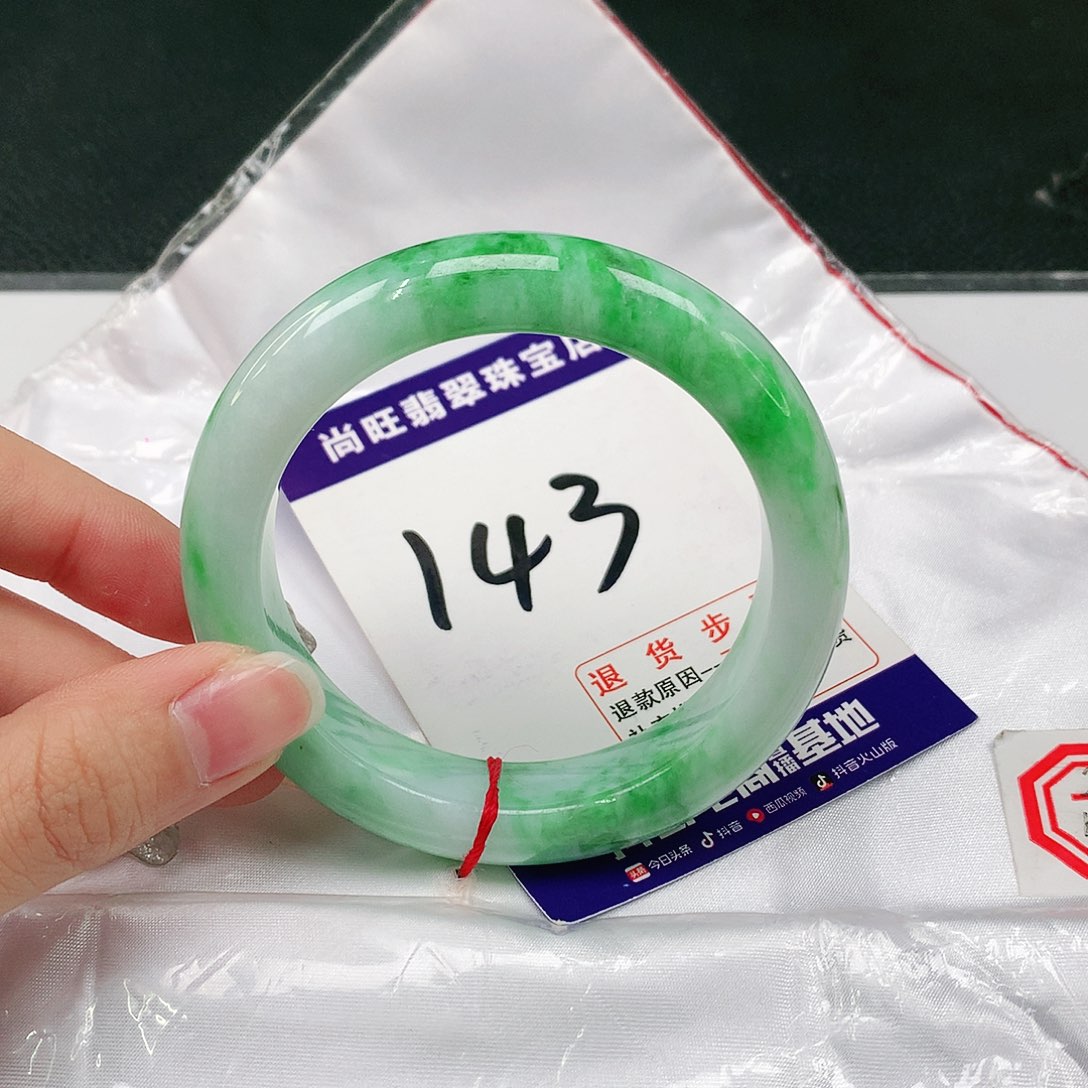 尚旺翡翠珠宝店
143
退货步
退款原因
基地
播
今日头条 抖音 西瓜视频 抖音火山版